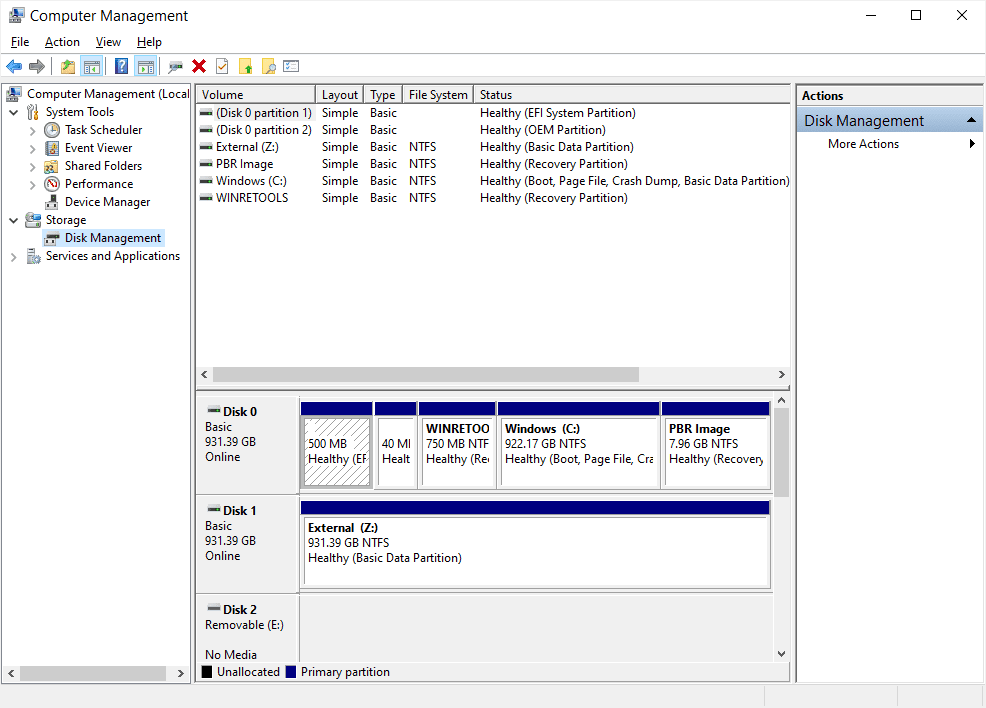 Computer Management
File Action View Help
Computer Management (Local
System Tools
Task Scheduler
Event Viewer
Shared Folders
Performance
Device Manager
Storage
Disk Management
Services and Applications
Volume Layout Type File System Status
(Disk 0 partition 1) Simple Basic Healthy (EFI System Partition)
(Disk 0 partition 2) Simple Basic Healthy (OEM Partition)
External (Z:) Simple Basic NTFS Healthy (Basic Data Partition)
PBR Image Simple Basic NTFS Healthy (Recovery Partition)
Windows (C:) Simple Basic NTFS Healthy (Boot, Page File, Crash Dump, Basic Data Partition)
WINRETOOLS Simple Basic NTFS Healthy (Recovery Partition)
Disk 0
Basic
931.39 GB
Online
500 MB
Healthy (EF
40 MI
Healt
WINRETOO
750 MB NTF
Healthy (Re
Windows (C:)
922.17 GB NTFS
Healthy (Boot, Page File, Cra
PBR Image
7.96 GB NTFS
Healthy (Recovery
Disk 1
Basic
931.39 GB
Online
External (Z:)
931.39 GB NTFS
Healthy (Basic Data Partition)
Disk 2
Removable (E:)
No Media
Unallocated Primary partition
Actions
Disk Management
More Actions